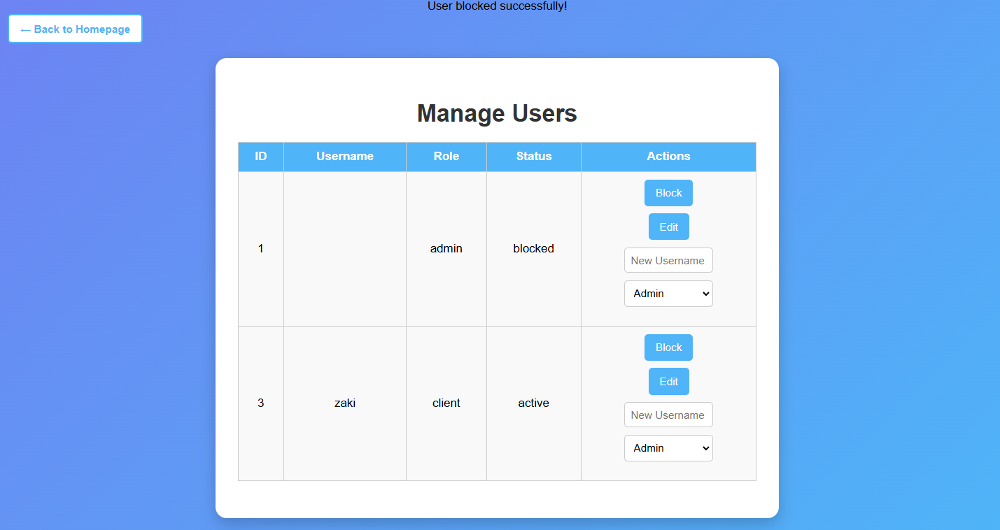 User blocked successfully!
← Back to Homepage
Manage Users
ID Username Role Status Actions
1 admin blocked
Block
Edit
New Username
Admin
3 zaki client active
Block
Edit
New Username
Admin